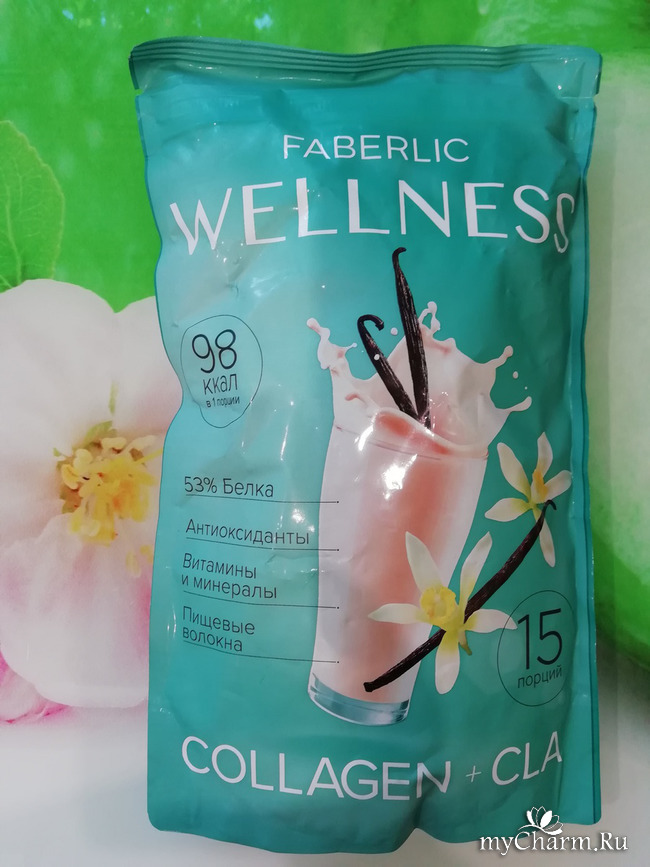 FABERLIC
WELLNESS
98
ккал
в 1 порции
53% Белка
Антиоксиданты
Витамины
и минералы
Пищевые
волокна
15
порций
COLLAGEN + CLA
myCharm.Ru